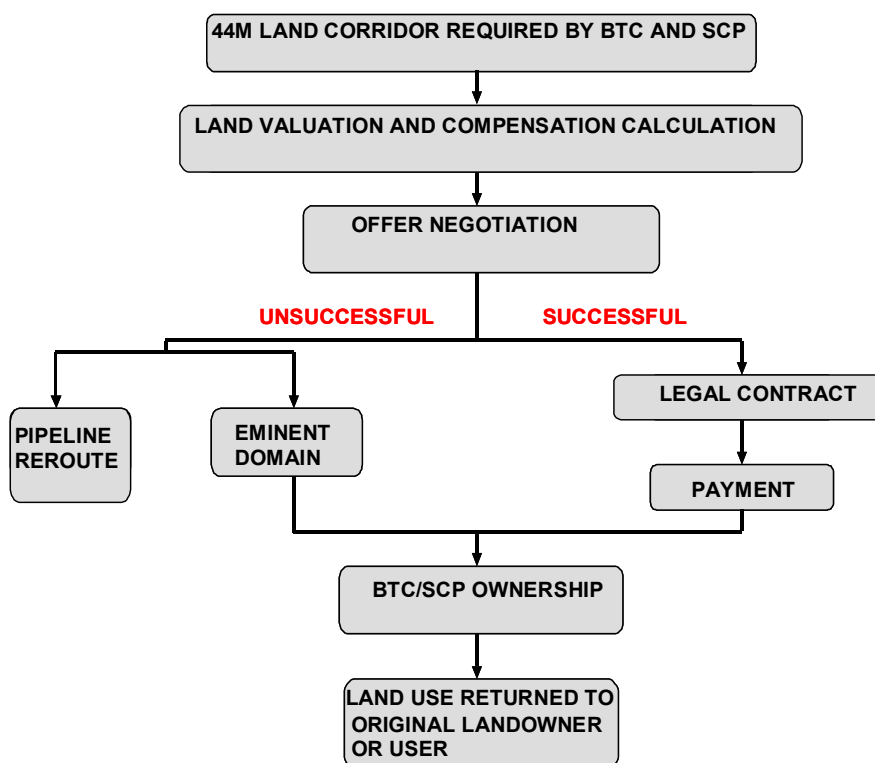 44M LAND CORRIDOR REQUIRED BY BTC AND SCP
LAND VALUATION AND COMPENSATION CALCULATION
OFFER NEGOTIATION
UNSUCCESSFUL
SUCCESSFUL
LEGAL CONTRACT
PIPELINE
REROUTE
EMINENT
DOMAIN
PAYMENT
BTC/SCP OWNERSHIP
LAND USE RETURNED TO
ORIGINAL LANDOWNER
OR USER